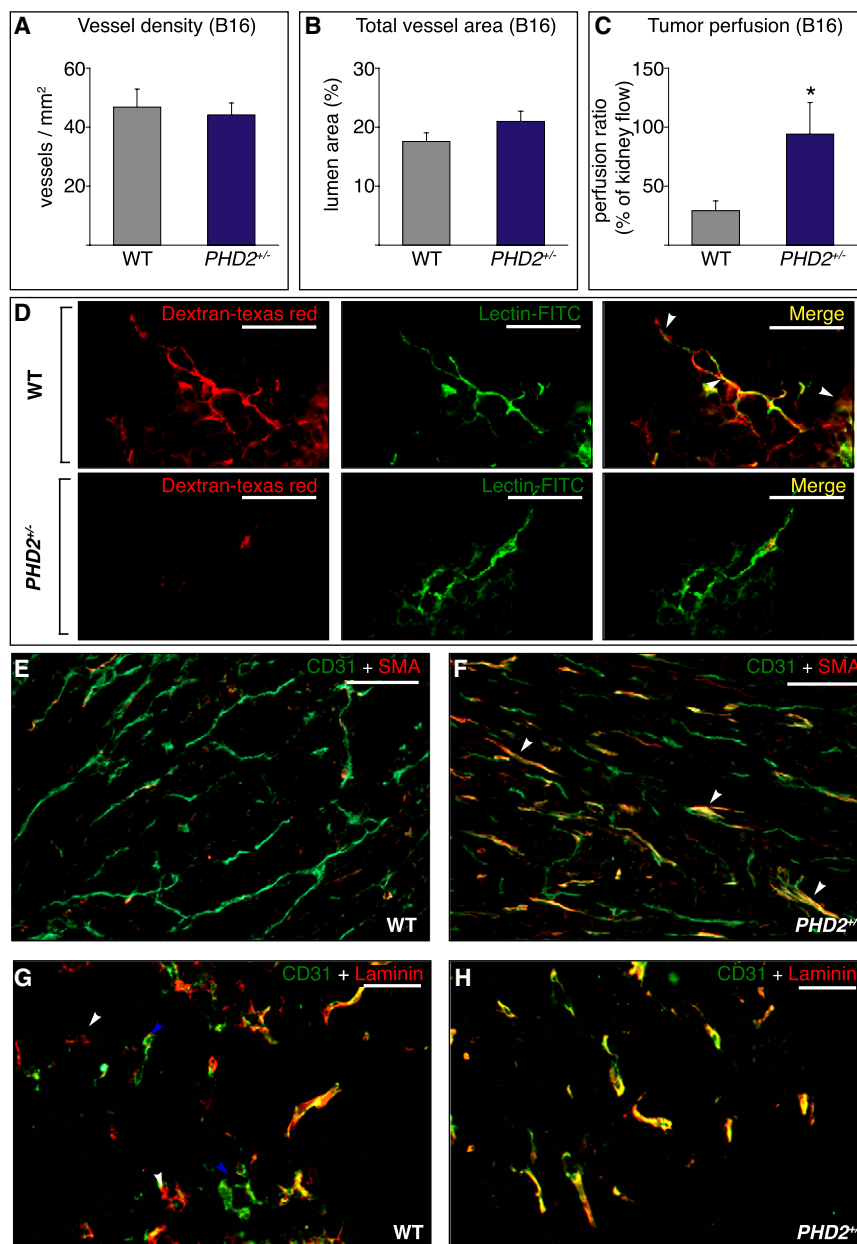 A Vessel density (B16)
60
40
20
vessels / mm²
WT PHD2+/-
B Total vessel area (B16)
30
20
10
lumen area (%)
WT PHD2+/-
C Tumor perfusion (B16)
150
100
50
perfusion ratio
(% of kidney flow)
*
WT PHD2+/-
D
WT
Dextran-texas red
Lectin-FITC
Merge
PHD2+/-
Dextran-texas red
Lectin-FITC
Merge
E CD31 + SMA
WT
F CD31 + SMA
PHD2+/
G CD31 + Laminin
WT
H CD31 + Laminin
PHD2+/